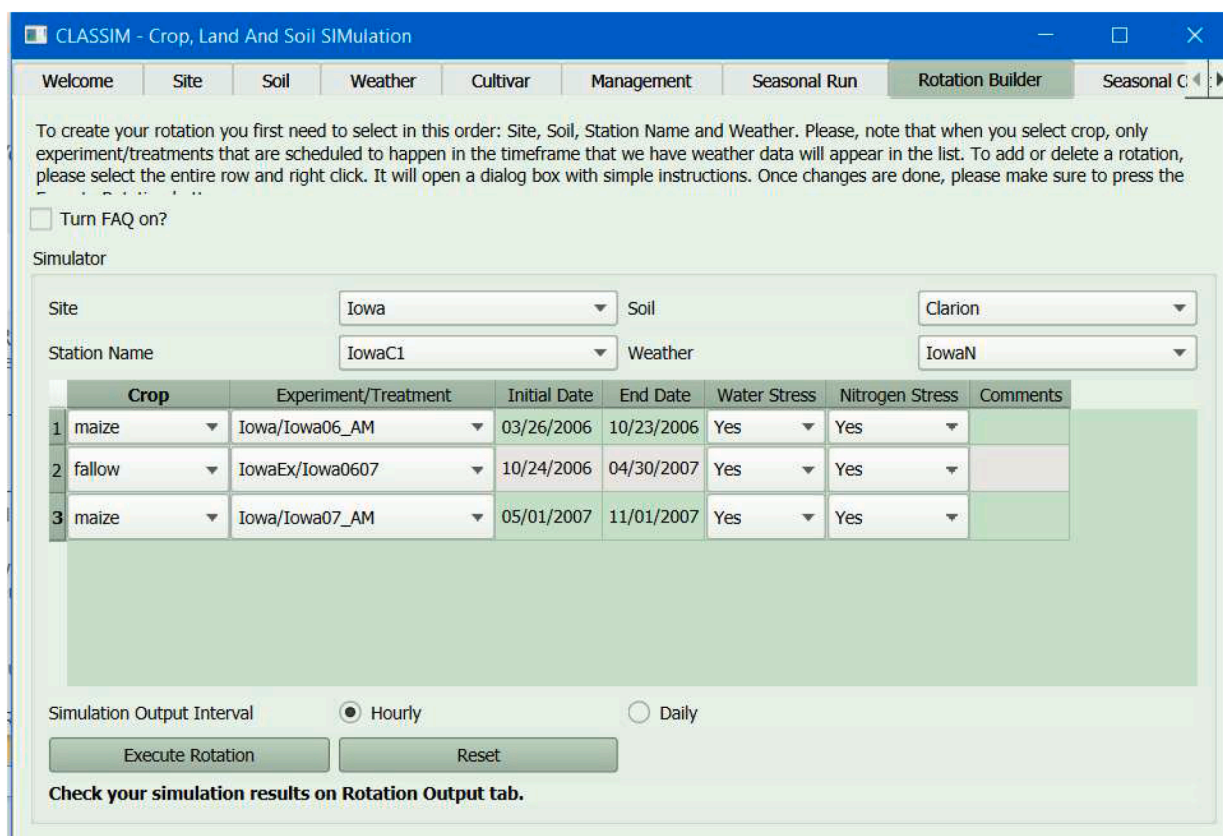 CLASSIM - Crop, Land And Soil SIMulation
Welcome Site Soil Weather Cultivar Management Seasonal Run Rotation Builder Seasonal
To create your rotation you first need to select in this order: Site, Soil, Station Name and Weather. Please, note that when you select crop, only
experiment/treatments that are scheduled to happen in the timeframe that we have weather data will appear in the list. To add or delete a rotation,
please select the entire row and right click. It will open a dialog box with simple instructions. Once changes are done, please make sure to press the
Turn FAQ on?
Simulator
Site Iowa Soil Clarion
Station Name IowaC1 Weather IowaN
Crop Experiment/Treatment Initial Date End Date Water Stress Nitrogen Stress Comments
1 maize Iowa/Iowa06_AM 03/26/2006 10/23/2006 Yes Yes
2 fallow IowaEx/Iowa0607 10/24/2006 04/30/2007 Yes Yes
3 maize Iowa/Iowa07_AM 05/01/2007 11/01/2007 Yes Yes
Simulation Output Interval Hourly Daily
Execute Rotation Reset
Check your simulation results on Rotation Output tab.